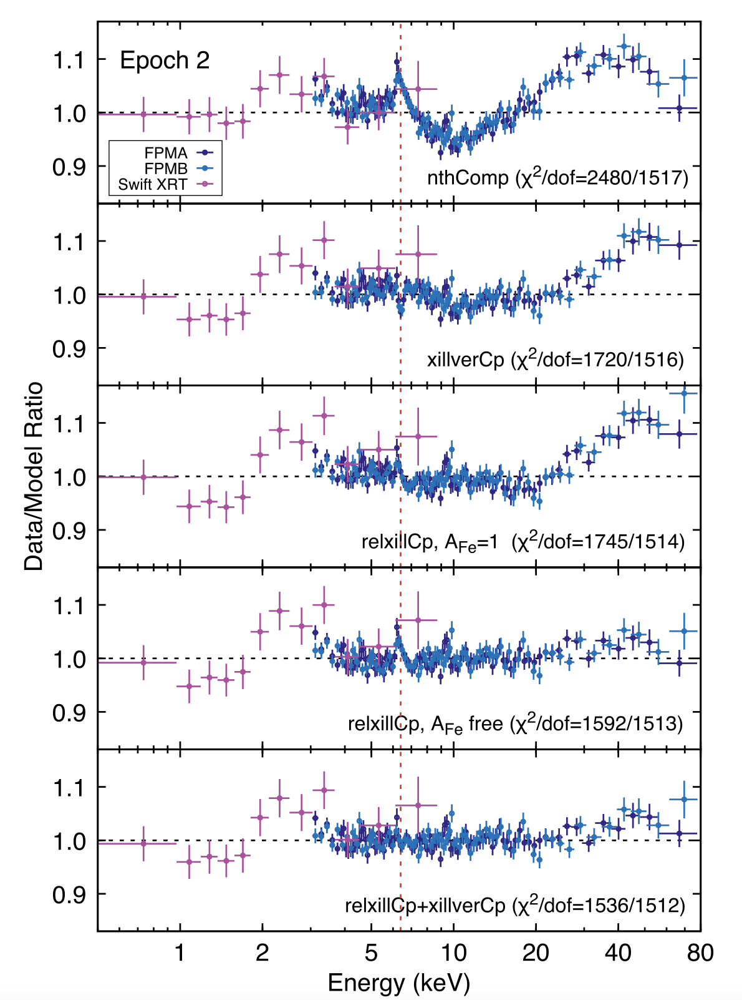 Epoch 2
1.1
1.0
0.9
FPMA
FPMB
Swift XRT
nthComp (χ²/dof=2480/1517)
1.1
1.0
0.9
xillverCp (χ²/dof=1720/1516)
Data/Model Ratio
1.1
1.0
0.9
relxillCp, A_Fe=1 (χ²/dof=1745/1514)
1.1
1.0
0.9
relxillCp, A_Fe free (χ²/dof=1592/1513)
1.1
1.0
0.9
relxillCp+xillverCp (χ²/dof=1536/1512)
1 2 5 10 20 40 80
Energy (keV)